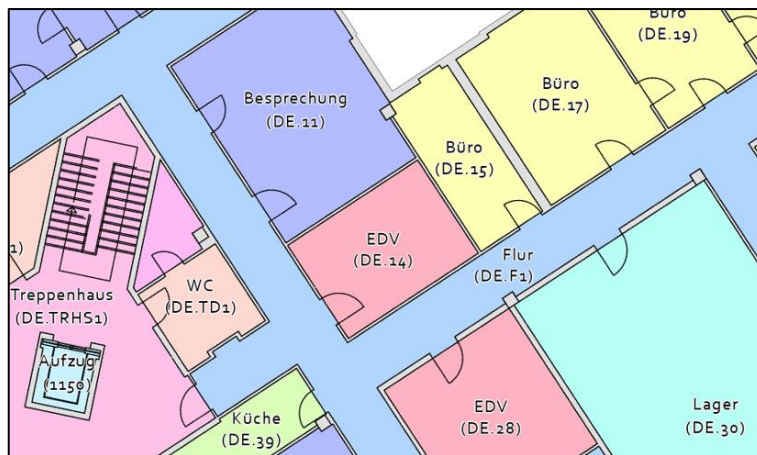 Büro
(DE.19)
Büro
(DE.17)
Besprechung
(DE.11)
Büro
(DE.15)
EDV
(DE.14)
Flur
(DE.F1)
1)
WC
(DE.TD1)
Treppenhaus
(DE.TRHS1)
Aufzug
(1150)
Küche
(DE.39)
EDV
(DE.28)
Lager
(DE.30)